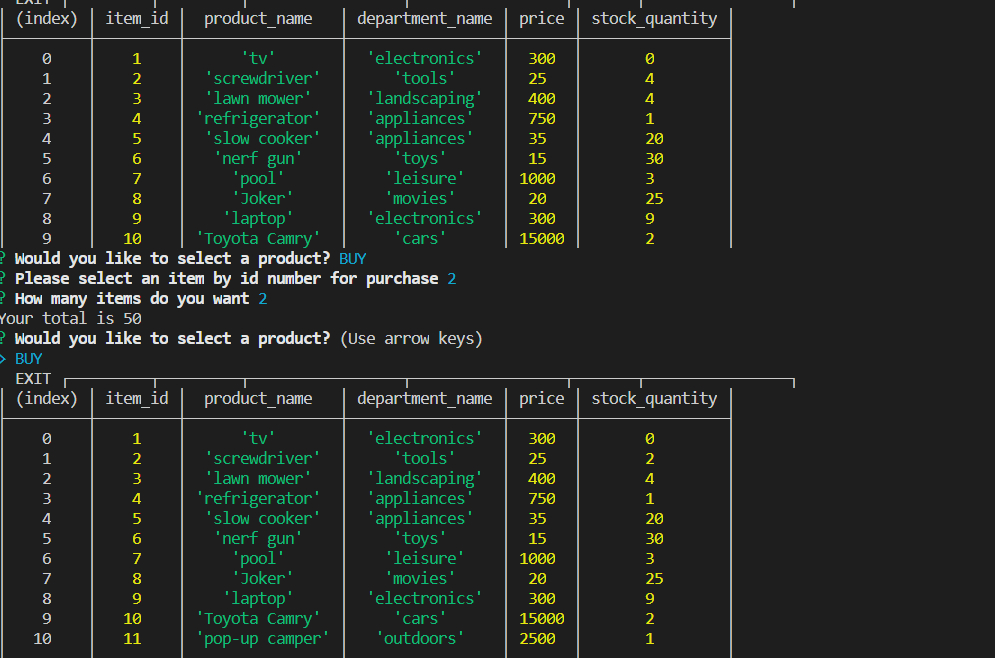 EXIT
(index) item_id product_name department_name price stock_quantity
0 1 'tv' 'electronics' 300 0
1 2 'screwdriver' 'tools' 25 4
2 3 'lawn mower' 'landscaping' 400 4
3 4 'refrigerator' 'appliances' 750 1
4 5 'slow cooker' 'appliances' 35 20
5 6 'nerf gun' 'toys' 15 30
6 7 'pool' 'leisure' 1000 3
7 8 'Joker' 'movies' 20 25
8 9 'laptop' 'electronics' 300 9
9 10 'Toyota Camry' 'cars' 15000 2
? Would you like to select a product? BUY
? Please select an item by id number for purchase 2
? How many items do you want 2
Your total is 50
? Would you like to select a product? (Use arrow keys)
> BUY
EXIT
(index) item_id product_name department_name price stock_quantity
0 1 'tv' 'electronics' 300 0
1 2 'screwdriver' 'tools' 25 2
2 3 'lawn mower' 'landscaping' 400 4
3 4 'refrigerator' 'appliances' 750 1
4 5 'slow cooker' 'appliances' 35 20
5 6 'nerf gun' 'toys' 15 30
6 7 'pool' 'leisure' 1000 3
7 8 'Joker' 'movies' 20 25
8 9 'laptop' 'electronics' 300 9
9 10 'Toyota Camry' 'cars' 15000 2
10 11 'pop-up camper' 'outdoors' 2500 1